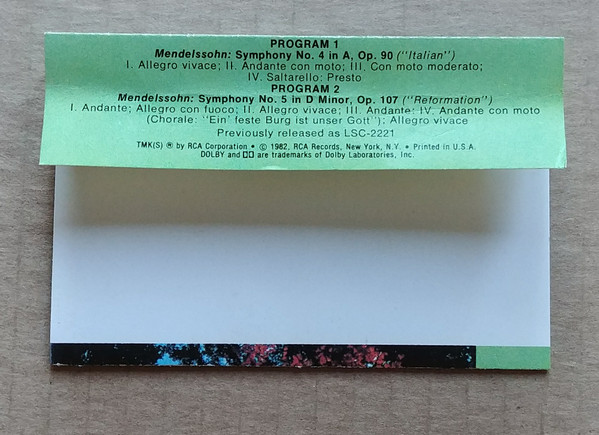 PROGRAM 1
Mendelssohn: Symphony No. 4 in A, Op. 90 ("Italian")
I. Allegro vivace; II. Andante con moto; III. Con moto moderato;
IV. Saltarello: Presto
PROGRAM 2
Mendelssohn: Symphony No. 5 in D Minor, Op. 107 ("Reformation")
I. Andante; Allegro con fuoco; II. Allegro vivace; III. Andante; IV. Andante con moto
(Chorale: "Ein' feste Burg ist unser Gott"); Allegro vivace
Previously released as LSC-2221
TMK(S) ® by RCA Corporation • © 1982, RCA Records, New York, N.Y. • Printed in U.S.A.
DOLBY and are trademarks of Dolby Laboratories, Inc.